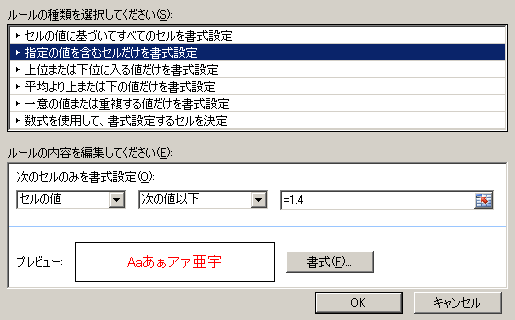 ルールの種類を選択してください(S):
► セルの値に基づいてすべてのセルを書式設定
► 指定の値を含むセルだけを書式設定
► 上位または下位に入る値だけを書式設定
► 平均より上または下の値だけを書式設定
► 一意の値または重複する値だけを書式設定
► 数式を使用して、書式設定するセルを決定
ルールの内容を編集してください(E):
次のセルのみを書式設定(O):
セルの値 次の値以下 =1.4
プレビュー: Aaあぁアァ亜宇 書式(F)...
OK キャンセル